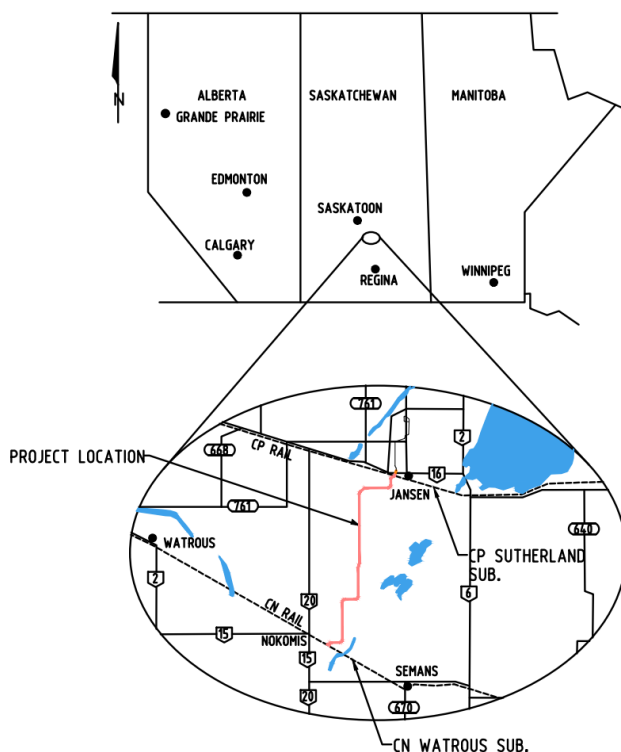 ALBERTA
SASKATCHEWAN
MANITOBA
GRANDE PRAIRIE
N
EDMONTON
SASKATOON
CALGARY
REGINA
WINNIPEG
761
2
CP RAIL
668
PROJECT LOCATION
16
JANSEN
761
640
WATROUS
CP SUTHERLAND
SUB.
2
20
6
CN RAIL
15
NOKOMIS
15
SEMANS
20
670
CN WATROUS SUB.